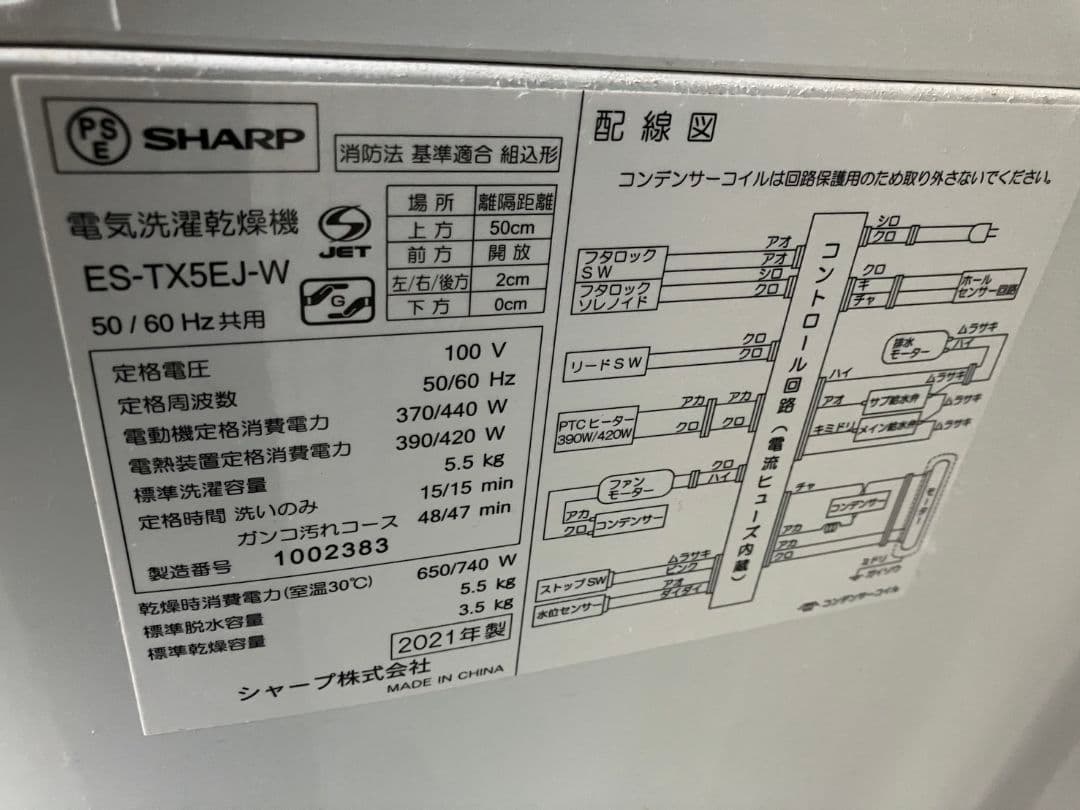 PSE SHARP
消防法 基準適合 組込形
電気洗濯乾燥機
ES-TX5EJ-W
50 / 60 Hz 共用
S JET
G
場所 離隔距離
上方 50cm
前方 開放
左/右/後方 2cm
下方 0cm
定格電圧 100 V
定格周波数 50/60 Hz
電動機定格消費電力 370/440 W
電熱装置定格消費電力 390/420 W
標準洗濯容量 5.5 kg
定格時間 洗いのみ 15/15 min
ガンコ汚れコース 48/47 min
製造番号 1002383
乾燥時消費電力(室温30℃) 650/740 W
標準脱水容量 5.5 kg
標準乾燥容量 3.5 kg
2021年製
シャープ株式会社
MADE IN CHINA
配線図
コンデンサーコイルは回路保護用のため取り外さないでください。
フタロック
SW
アオ
アオ
フタロック
ソレノイド
シロ
クロ
リードSW
クロ
クロ
PTCヒーター
390W/420W
アカ
アカ
クロ
クロ
ファン
モーター
クロ
ハイ
アカ
クロ
コンデンサー
ストップSW
ムラサキ
ピンク
水位センサー
アオ
ダイダイ
コントロール回路(電流ヒューズ内蔵)
シロ
クロ
クロ
キ
チャ
ホール
センサー回路
排水
モーター
ムラサキ
ハイ
ハイ
アオ
サブ給水弁
ムラサキ
キミドリ
メイン給水弁
ムラサキ
ムラサキ
チャ
コンデンサー
モーター
アカ
アカ
クロ
ミドリ
ガイソウ
コンデンサーコイル